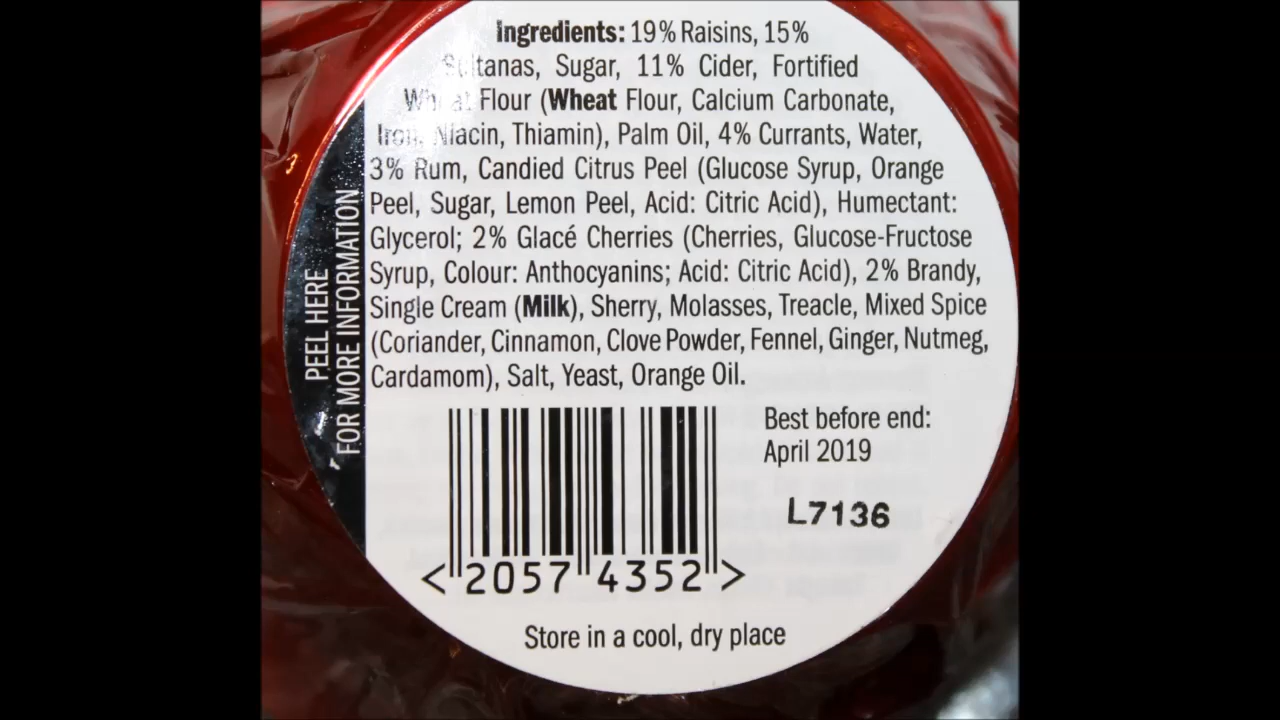 Ingredients: 19% Raisins, 15%
Sultanas, Sugar, 11% Cider, Fortified
Wheat Flour (Wheat Flour, Calcium Carbonate,
Iron, Niacin, Thiamin), Palm Oil, 4% Currants, Water,
3% Rum, Candied Citrus Peel (Glucose Syrup, Orange
Peel, Sugar, Lemon Peel, Acid: Citric Acid), Humectant:
Glycerol; 2% Glacé Cherries (Cherries, Glucose-Fructose
Syrup, Colour: Anthocyanins; Acid: Citric Acid), 2% Brandy,
Single Cream (Milk), Sherry, Molasses, Treacle, Mixed Spice
(Coriander, Cinnamon, Clove Powder, Fennel, Ginger, Nutmeg,
Cardamom), Salt, Yeast, Orange Oil.
PEEL HERE
FOR MORE INFORMATION
Best before end:
April 2019
L7136
<2057 4352>
Store in a cool, dry place